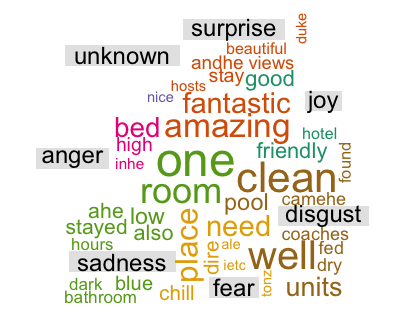 surprise
duke
unknown
beautiful
andhe views
stay good
hosts
nice
fantastic
joy
bed amazing
hotel
high
friendly
found
anger
inhe
one
clean
room
pool
camehe
ahe low
place
need
disgust
stayed also
coaches
hours
dire
ale
well
fed
sadness
ietc
dry
dark blue
chill
fear
tonz
units
bathroom